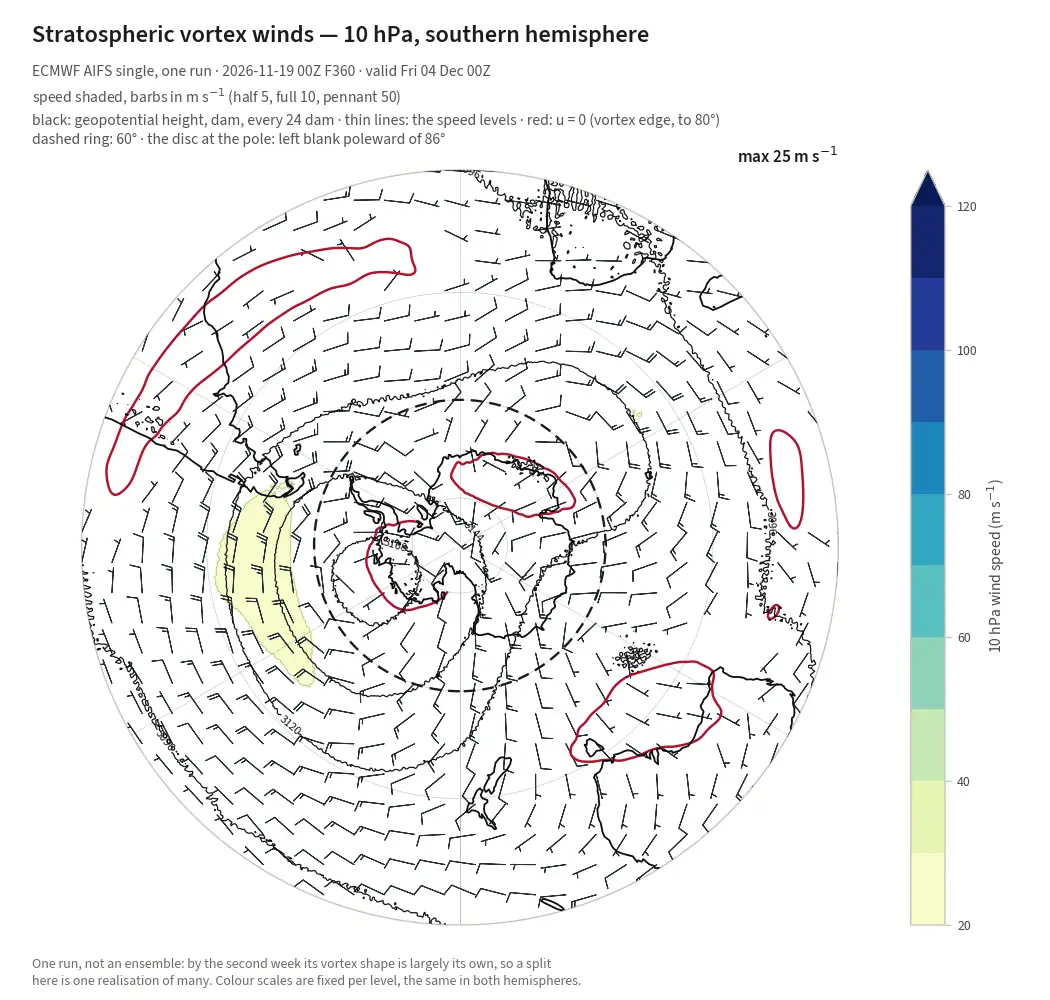 Stratospheric vortex winds — 10 hPa, southern hemisphere
ECMWF AIFS single, one run · 2026-11-19 00Z F360 · valid Fri 04 Dec 00Z
speed shaded, barbs in m s⁻¹ (half 5, full 10, pennant 50)
black: geopotential height, dam, every 24 dam · thin lines: the speed levels · red: u = 0 (vortex edge, to 80°)
dashed ring: 60° · the disc at the pole: left blank poleward of 86°
max 25 m s⁻¹
120
100
80
60
40
20
10 hPa wind speed (m s⁻¹)
3120
One run, not an ensemble: by the second week its vortex shape is largely its own, so a split
here is one realisation of many. Colour scales are fixed per level, the same in both hemispheres.